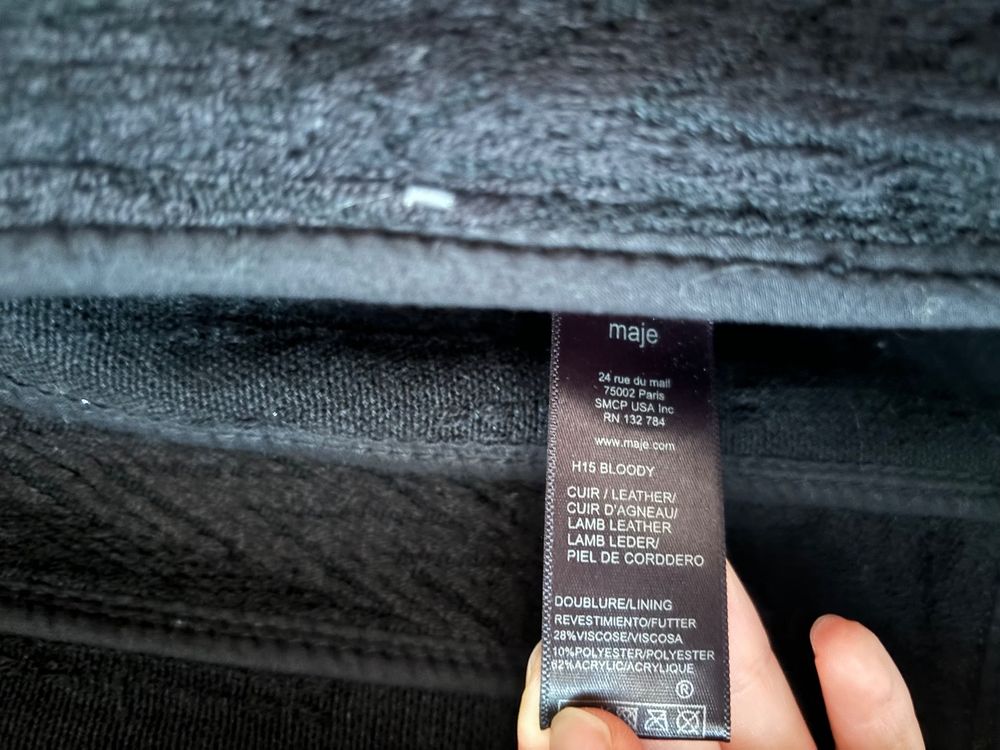 maje
24 rue du mail
75002 Paris
SMCP USA Inc
RN 132 784
www.maje.com
H15 BLOODY
CUIR / LEATHER/
CUIR D'AGNEAU/
LAMB LEATHER
LAMB LEDER/
PIEL DE CORDDERO
DOUBLURE/LINING
REVESTIMIENTO/FUTTER
28%VISCOSE/VISCOSA
10%POLYESTER/POLYESTER
62%ACRYLIC/ACRYLIQUE
®